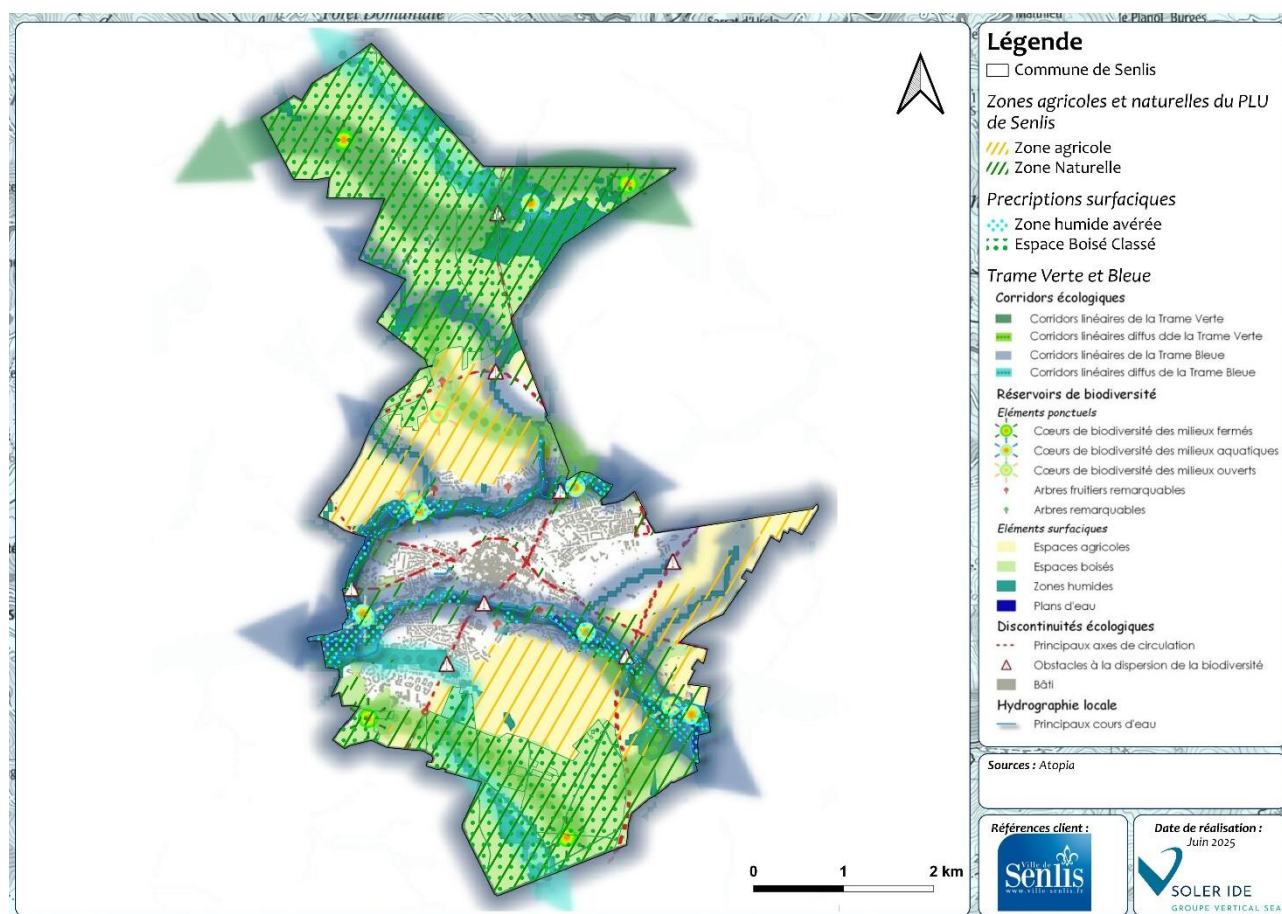 Forêt Domaniale
le Planol Burges
Légende
Commune de Senlis
Zones agricoles et naturelles du PLU
de Senlis
Zone agricole
Zone Naturelle
Precriptions surfaciques
Zone humide avérée
Espace Boisé Classé
Trame Verte et Bleue
Corridors écologiques
Corridors linéaires de la Trame Verte
Corridors linéaires diffus dde la Trame Verte
Corridors linéaires de la Trame Bleue
Corridors linéaires diffus de la Trame Bleue
Réservoirs de biodiversité
Eléments ponctuels
Cœurs de biodiversité des milieux fermés
Cœurs de biodiversité des milieux aquatiques
Cœurs de biodiversité des milieux ouverts
Arbres fruitiers remarquables
Arbres remarquables
Eléments surfaciques
Espaces agricoles
Espaces boisés
Zones humides
Plans d'eau
Discontinuités écologiques
Principaux axes de circulation
Obstacles à la dispersion de la biodiversité
Bâti
Hydrographie locale
Principaux cours d'eau
Sources : Atopia
0 1 2 km
Références client :
Ville de
Senlis
www.ville-senlis.fr
Date de réalisation :
Juin 2025
SOLER IDE
GROUPE VERTICAL SEA